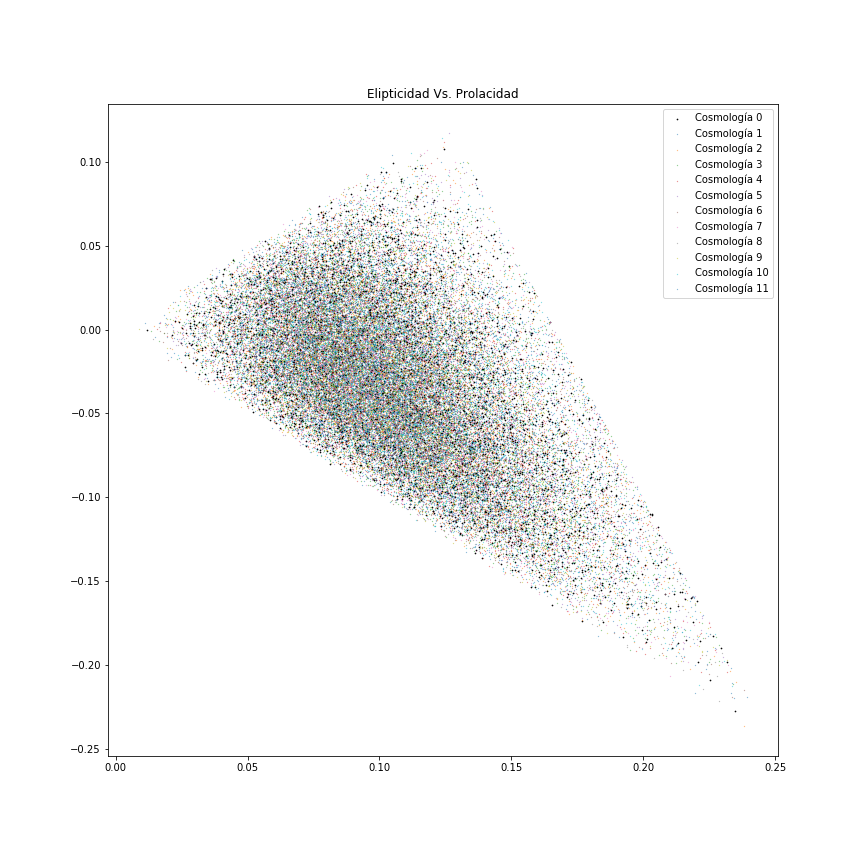 Elipticidad Vs. Prolacidad
Cosmología 0
Cosmología 1
Cosmología 2
Cosmología 3
Cosmología 4
Cosmología 5
Cosmología 6
Cosmología 7
Cosmología 8
Cosmología 9
Cosmología 10
Cosmología 11
0.10
0.05
0.00
−0.05
−0.10
−0.15
−0.20
−0.25
0.00 0.05 0.10 0.15 0.20 0.25